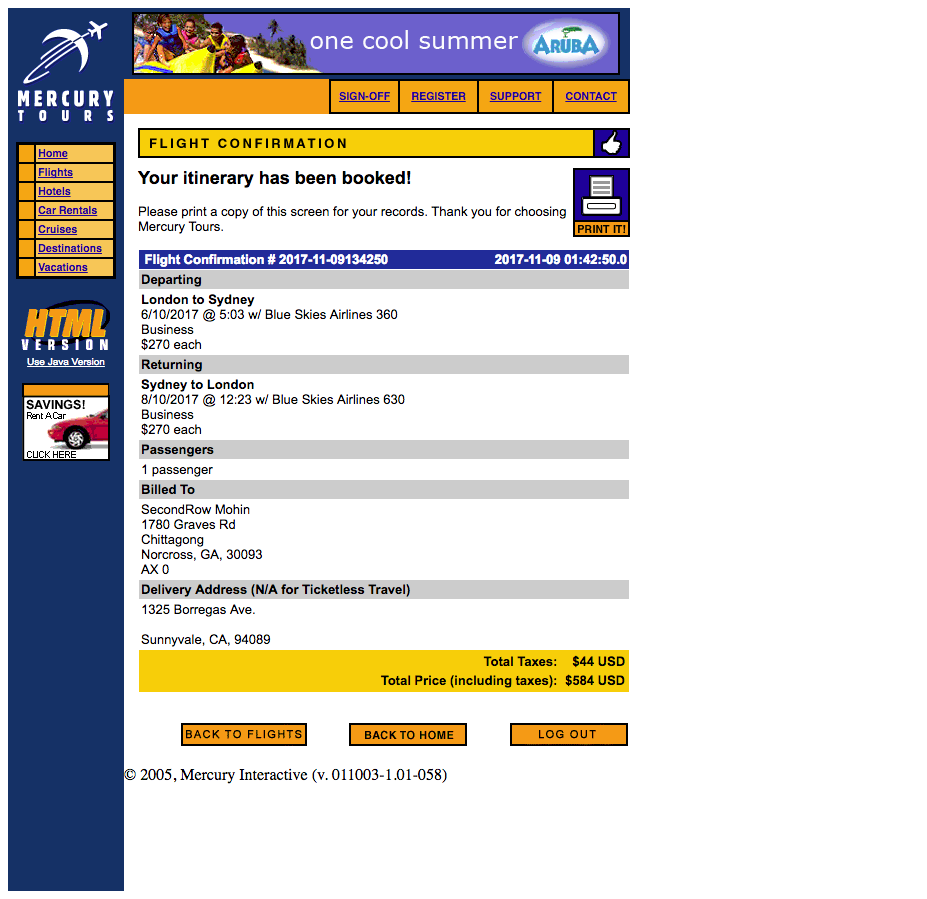 one cool summer ARUBA
MERCURY
TOURS
SIGN-OFF REGISTER SUPPORT CONTACT
Home
Flights
Hotels
Car Rentals
Cruises
Destinations
Vacations
HTML
VERSION
Use Java Version
SAVINGS!
Rent A Car
CLICK HERE
FLIGHT CONFIRMATION
Your itinerary has been booked!
PRINT IT!
Please print a copy of this screen for your records. Thank you for choosing
Mercury Tours.
Flight Confirmation # 2017-11-09134250 2017-11-09 01:42:50.0
Departing
London to Sydney
6/10/2017 @ 5:03 w/ Blue Skies Airlines 360
Business
$270 each
Returning
Sydney to London
8/10/2017 @ 12:23 w/ Blue Skies Airlines 630
Business
$270 each
Passengers
1 passenger
Billed To
SecondRow Mohin
1780 Graves Rd
Chittagong
Norcross, GA, 30093
AX 0
Delivery Address (N/A for Ticketless Travel)
1325 Borregas Ave.
Sunnyvale, CA, 94089
Total Taxes: $44 USD
Total Price (including taxes): $584 USD
BACK TO FLIGHTS BACK TO HOME LOG OUT
© 2005, Mercury Interactive (v. 011003-1.01-058)